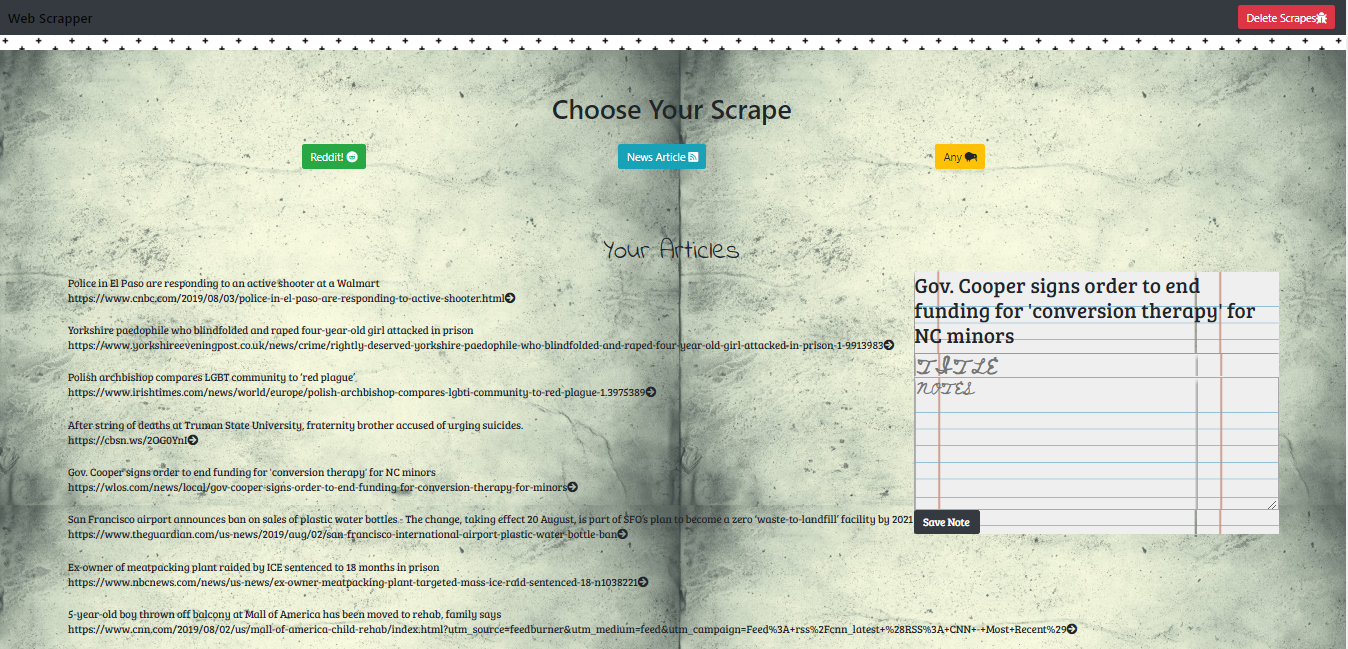 Web Scrapper
Delete Scrapes
Choose Your Scrape
Reddit!
News Article
Any
Your Articles
Police in El Paso are responding to an active shooter at a Walmart
https://www.cnbc.com/2019/08/03/police-in-el-paso-are-responding-to-active-shooter.html
Yorkshire paedophile who blindfolded and raped four-year-old girl attacked in prison
https://www.yorkshireeveningpost.co.uk/news/crime/rightly-deserved-yorkshire-paedophile-who-blindfolded-and-raped-four-year-old-girl-attacked-in-prison-1-9913983
Polish archbishop compares LGBT community to 'red plague'
https://www.irishtimes.com/news/world/europe/polish-archbishop-compares-lgbti-community-to-red-plague-1.3975389
After string of deaths at Truman State University, fraternity brother accused of urging suicides.
https://cbsn.ws/2OG0YnI
Gov. Cooper signs order to end funding for 'conversion therapy' for NC minors
https://wlos.com/news/local/gov-cooper-signs-order-to-end-funding-for-conversion-therapy-for-minors
San Francisco airport announces ban on sales of plastic water bottles - The change, taking effect 20 August, is part of SFO's plan to become a zero 'waste-to-landfill' facility by 2021
https://www.theguardian.com/us-news/2019/aug/02/san-francisco-international-airport-plastic-water-bottle-ban
Ex-owner of meatpacking plant raided by ICE sentenced to 18 months in prison
https://www.nbcnews.com/news/us-news/ex-owner-meatpacking-plant-targeted-mass-ice-raid-sentenced-18-n1038221
5-year-old boy thrown off balcony at Mall of America has been moved to rehab, family says
https://www.cnn.com/2019/08/02/us/mall-of-america-child-rehab/index.html?utm_source=feedburner&utm_medium=feed&utm_campaign=Feed%3A+rss%2Fcnn_latest+%28RSS%3A+CNN+-+Most+Recent%29
Gov. Cooper signs order to end
funding for 'conversion therapy' for
NC minors
TITLE
NOTES
Save Note